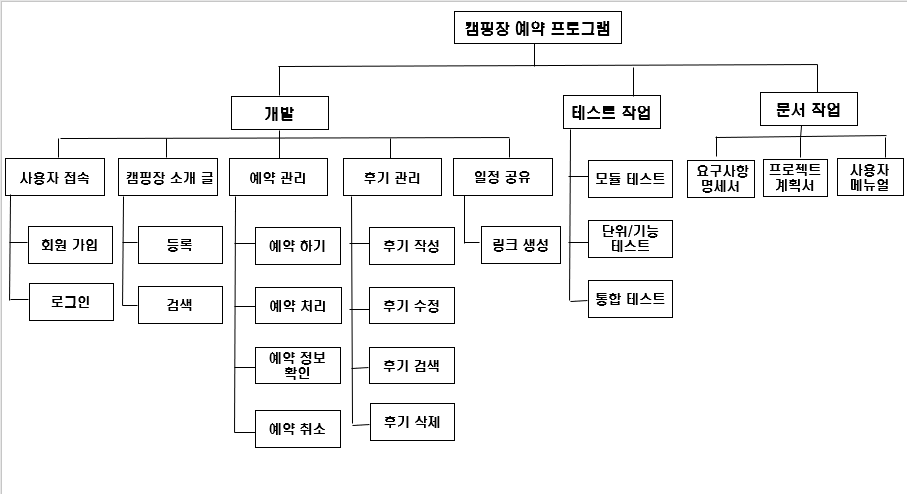 캠핑장 예약 프로그램
개발
테스트 작업
문서 작업
사용자 접속
캠핑장 소개 글
예약 관리
후기 관리
일정 공유
모듈 테스트
요구사항
명세서
프로젝트
계획서
사용자
메뉴얼
회원 가입
등록
예약 하기
후기 작성
링크 생성
단위/기능
테스트
로그인
검색
예약 처리
후기 수정
통합 테스트
예약 정보
확인
후기 검색
예약 취소
후기 삭제